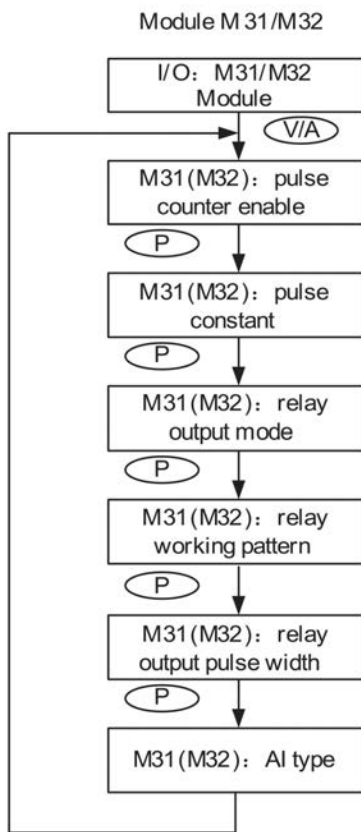 Module M31/M32
I/O：M31/M32
Module
V/A
M31(M32)：pulse
counter enable
P
M31(M32)：pulse
constant
P
M31(M32)：relay
output mode
P
M31(M32)：relay
working pattern
P
M31(M32)：relay
output pulse width
P
M31(M32)：AI type